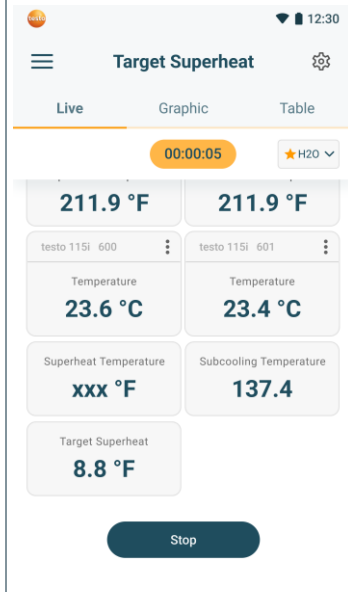 testo 12:30
Target Superheat
Live Graphic Table
00:00:05 H2O
211.9 °F 211.9 °F
testo 115i 600 testo 115i 601
Temperature Temperature
23.6 °C 23.4 °C
Superheat Temperature Subcooling Temperature
xxx °F 137.4
Target Superheat
8.8 °F
Stop